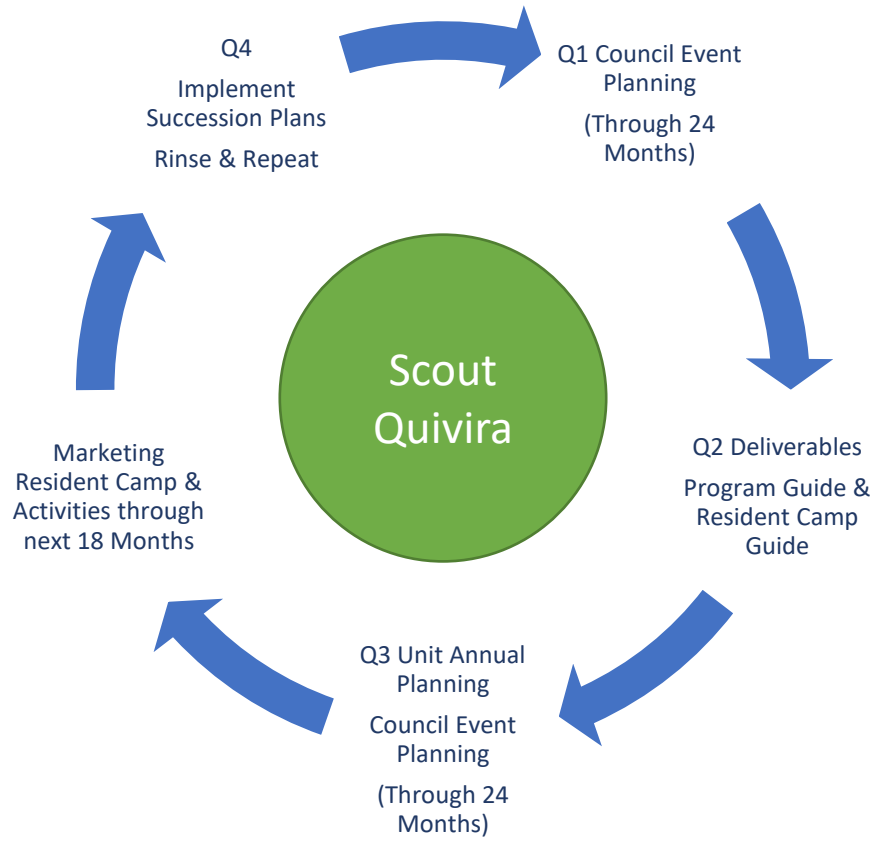 Q1 Council Event
Planning
(Through 24
Months)
Q2 Deliverables
Program Guide &
Resident Camp
Guide
Q3 Unit Annual
Planning
Council Event
Planning
(Through 24
Months)
Marketing
Resident Camp &
Activities through
next 18 Months
Q4
Implement
Succession Plans
Rinse & Repeat
Scout
Quivira